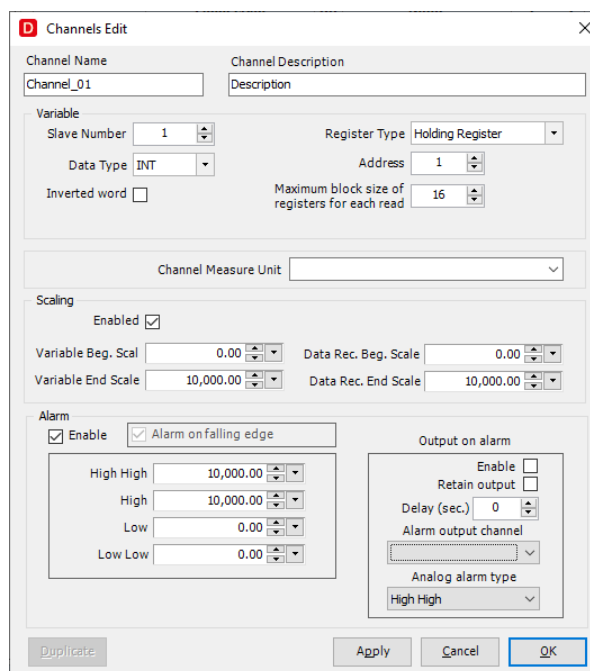 D Channels Edit
Channel Name Channel Description
Channel_01 Description
Variable
Slave Number 1 Register Type Holding Register
Data Type INT Address 1
Inverted word Maximum block size of
registers for each read 16
Channel Measure Unit
Scaling
Enabled
Variable Beg. Scal 0.00 Data Rec. Beg. Scale 0.00
Variable End Scale 10,000.00 Data Rec. End Scale 10,000.00
Alarm
Enable Alarm on falling edge
Output on alarm
High High 10,000.00
High 10,000.00
Low 0.00
Low Low 0.00
Enable
Retain output
Delay (sec.) 0
Alarm output channel
Analog alarm type
High High
Duplicate Apply Cancel OK